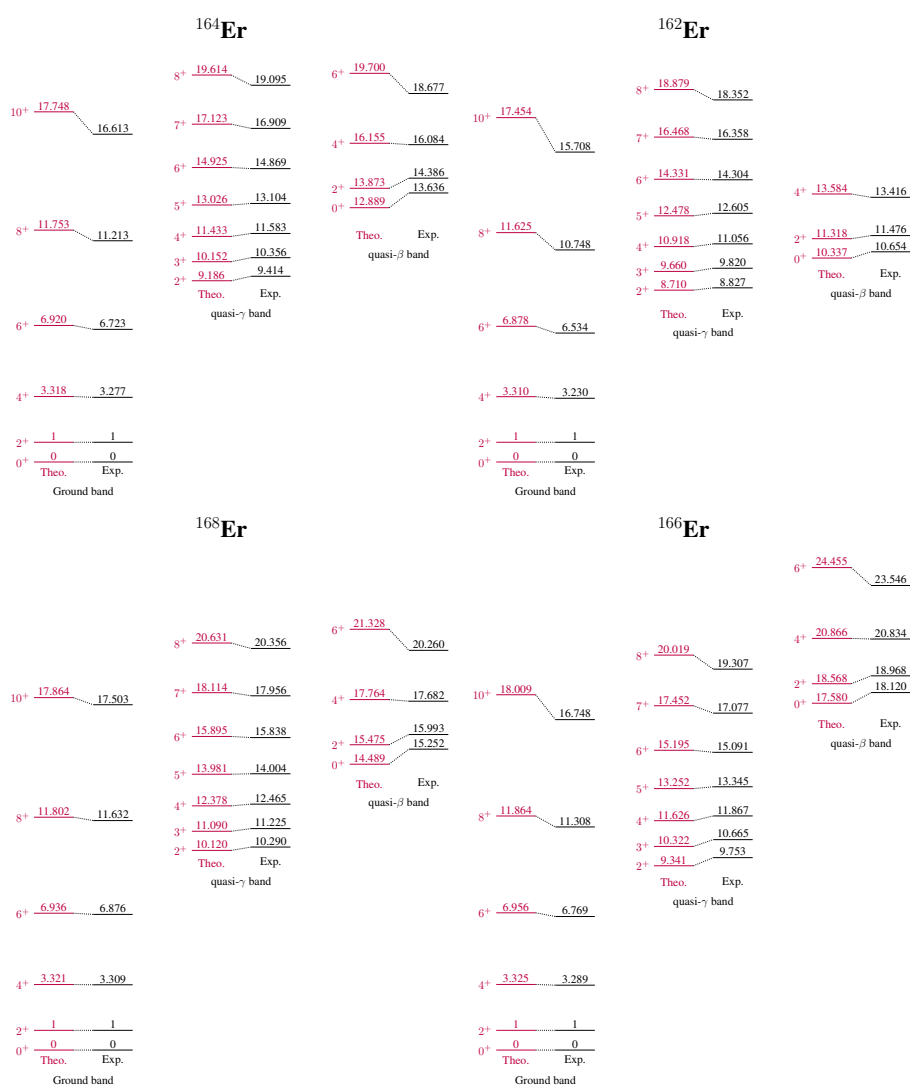 ¹⁶⁴Er
10⁺ 17.748 16.613
8⁺ 11.753 11.213
6⁺ 6.920 6.723
4⁺ 3.318 3.277
2⁺ 1 1
0⁺ 0 0
Theo. Exp.
Ground band
8⁺ 19.614 19.095
7⁺ 17.123 16.909
6⁺ 14.925 14.869
5⁺ 13.026 13.104
4⁺ 11.433 11.583
3⁺ 10.152 10.356
2⁺ 9.186 9.414
Theo. Exp.
quasi-γ band
6⁺ 19.700 18.677
4⁺ 16.155 16.084
2⁺ 13.873 14.386
0⁺ 12.889 13.636
Theo. Exp.
quasi-β band
¹⁶²Er
10⁺ 17.454 15.708
8⁺ 11.625 10.748
6⁺ 6.878 6.534
4⁺ 3.310 3.230
2⁺ 1 1
0⁺ 0 0
Theo. Exp.
Ground band
8⁺ 18.879 18.352
7⁺ 16.468 16.358
6⁺ 14.331 14.304
5⁺ 12.478 12.605
4⁺ 10.918 11.056
3⁺ 9.660 9.820
2⁺ 8.710 8.827
Theo. Exp.
quasi-γ band
4⁺ 13.584 13.416
2⁺ 11.318 11.476
0⁺ 10.337 10.654
Theo. Exp.
quasi-β band
¹⁶⁸Er
10⁺ 17.864 17.503
8⁺ 11.802 11.632
6⁺ 6.936 6.876
4⁺ 3.321 3.309
2⁺ 1 1
0⁺ 0 0
Theo. Exp.
Ground band
8⁺ 20.631 20.356
7⁺ 18.114 17.956
6⁺ 15.895 15.838
5⁺ 13.981 14.004
4⁺ 12.378 12.465
3⁺ 11.090 11.225
2⁺ 10.120 10.290
Theo. Exp.
quasi-γ band
6⁺ 21.328 20.260
4⁺ 17.764 17.682
2⁺ 15.475 15.993
0⁺ 14.489 15.252
Theo. Exp.
quasi-β band
¹⁶⁶Er
10⁺ 18.009 16.748
8⁺ 11.864 11.308
6⁺ 6.956 6.769
4⁺ 3.325 3.289
2⁺ 1 1
0⁺ 0 0
Theo. Exp.
Ground band
8⁺ 20.019 19.307
7⁺ 17.452 17.077
6⁺ 15.195 15.091
5⁺ 13.252 13.345
4⁺ 11.626 11.867
3⁺ 10.322 10.665
2⁺ 9.341 9.753
Theo. Exp.
quasi-γ band
6⁺ 24.455 23.546
4⁺ 20.866 20.834
2⁺ 18.568 18.968
0⁺ 17.580 18.120
Theo. Exp.
quasi-β band